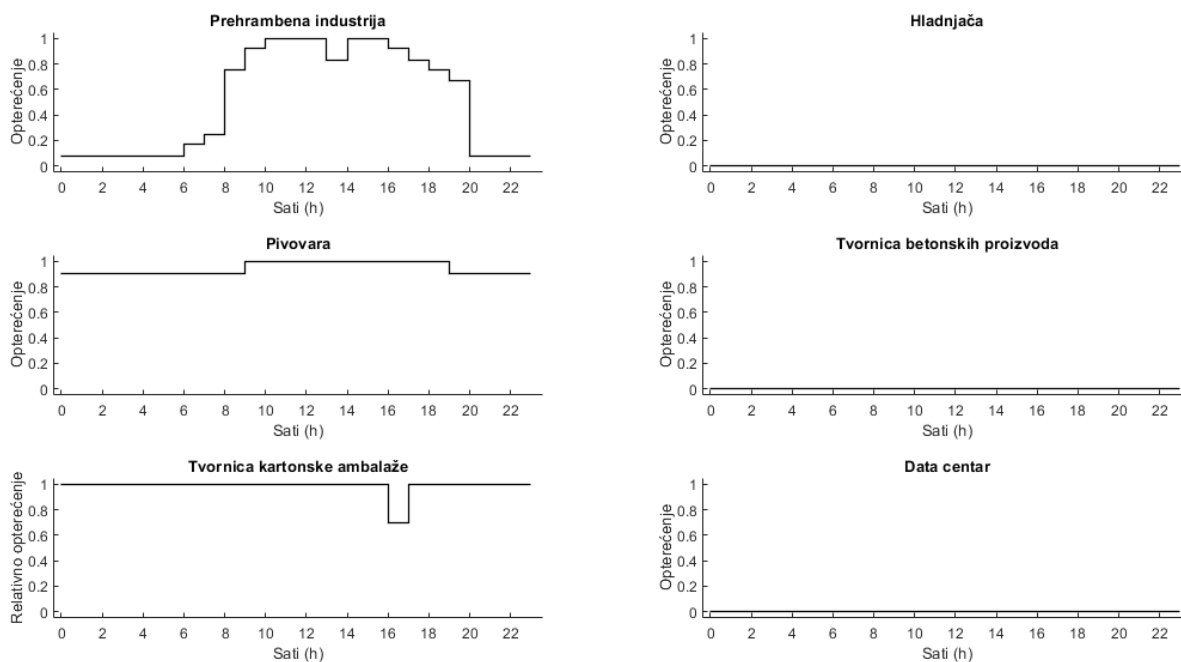 Prehrambena industrija
Opterećenje
1
0.8
0.6
0.4
0.2
0
0 2 4 6 8 10 12 14 16 18 20 22
Sati (h)
Hladnjača
Opterećenje
1
0.8
0.6
0.4
0.2
0
0 2 4 6 8 10 12 14 16 18 20 22
Sati (h)
Pivovara
Opterećenje
1
0.8
0.6
0.4
0.2
0
0 2 4 6 8 10 12 14 16 18 20 22
Sati (h)
Tvornica betonskih proizvoda
Opterećenje
1
0.8
0.6
0.4
0.2
0
0 2 4 6 8 10 12 14 16 18 20 22
Sati (h)
Tvornica kartonske ambalaže
Relativno opterećenje
1
0.8
0.6
0.4
0.2
0
0 2 4 6 8 10 12 14 16 18 20 22
Sati (h)
Data centar
Opterećenje
1
0.8
0.6
0.4
0.2
0
0 2 4 6 8 10 12 14 16 18 20 22
Sati (h)